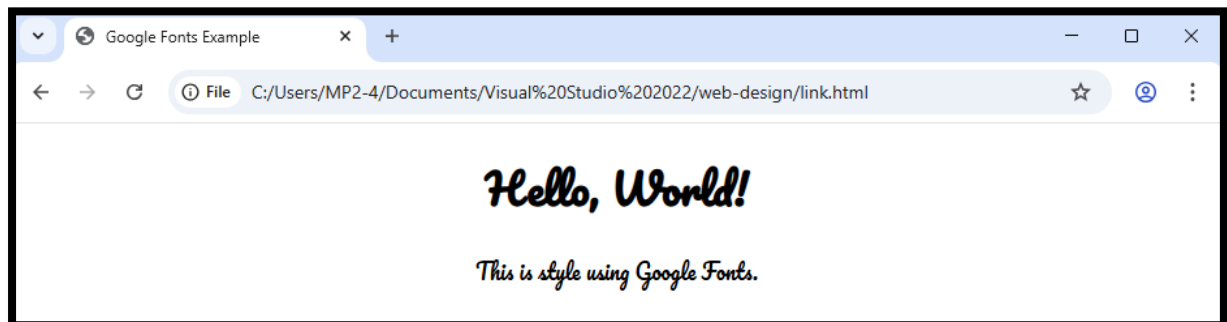 Google Fonts Example
File C:/Users/MP2-4/Documents/Visual%20Studio%202022/web-design/link.html
Hello, World!
This is style using Google Fonts.